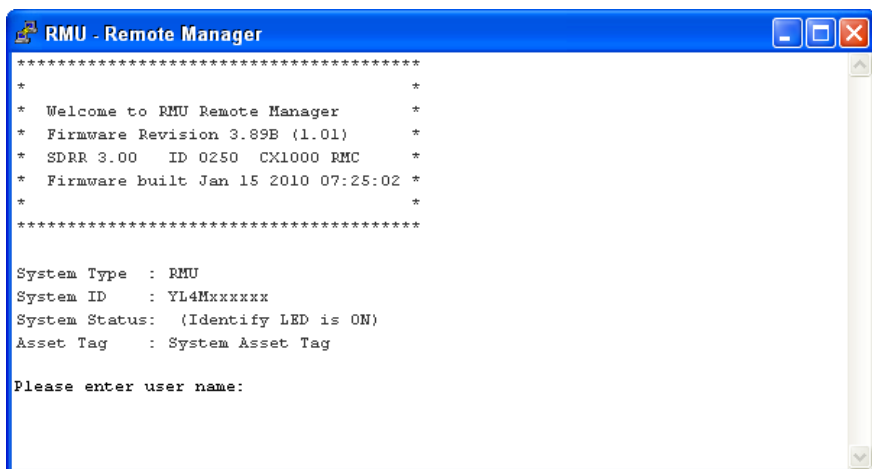 RMU - Remote Manager
****************************************
*                                      *
*  Welcome to RMU Remote Manager       *
*  Firmware Revision 3.89B (1.01)      *
*  SDRR 3.00   ID 0250  CX1000 RMC     *
*  Firmware built Jan 15 2010 07:25:02 *
*                                      *
****************************************
System Type  : RMU
System ID    : YL4Mxxxxxx
System Status:  (Identify LED is ON)
Asset Tag    : System Asset Tag
Please enter user name: